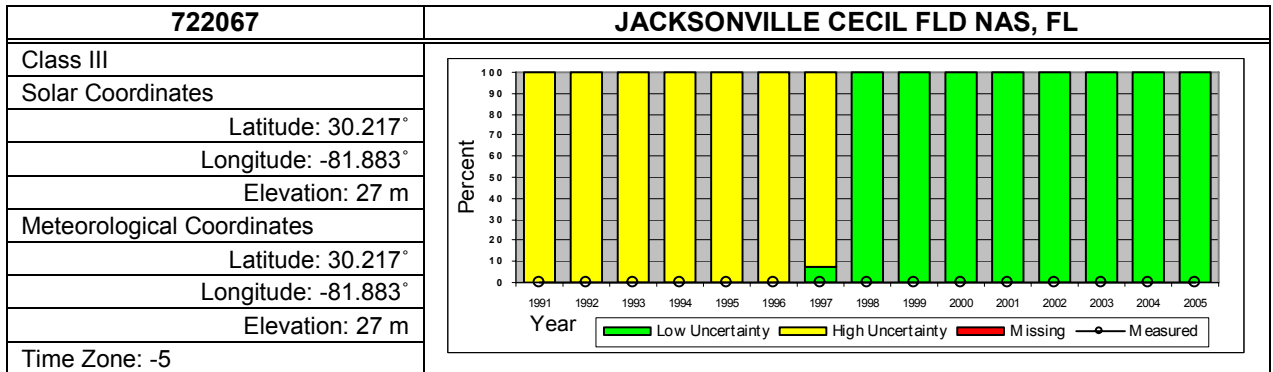 722067
JACKSONVILLE CECIL FLD NAS, FL
Class III
Solar Coordinates
Latitude: 30.217˚
Longitude: -81.883˚
Elevation: 27 m
Meteorological Coordinates
Latitude: 30.217˚
Longitude: -81.883˚
Elevation: 27 m
Time Zone: -5
Percent
100
90
80
70
60
50
40
30
20
10
0
1991 1992 1993 1994 1995 1996 1997 1998 1999 2000 2001 2002 2003 2004 2005
Year
Low Uncertainty High Uncertainty Missing Measured